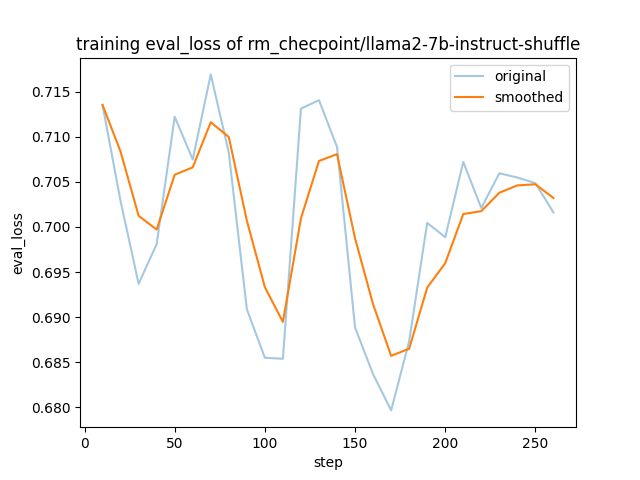 training eval_loss of rm_checpoint/llama2-7b-instruct-shuffle
original
smoothed
0.715
0.710
0.705
0.700
0.695
0.690
0.685
0.680
eval_loss
0
50
100
150
200
250
step